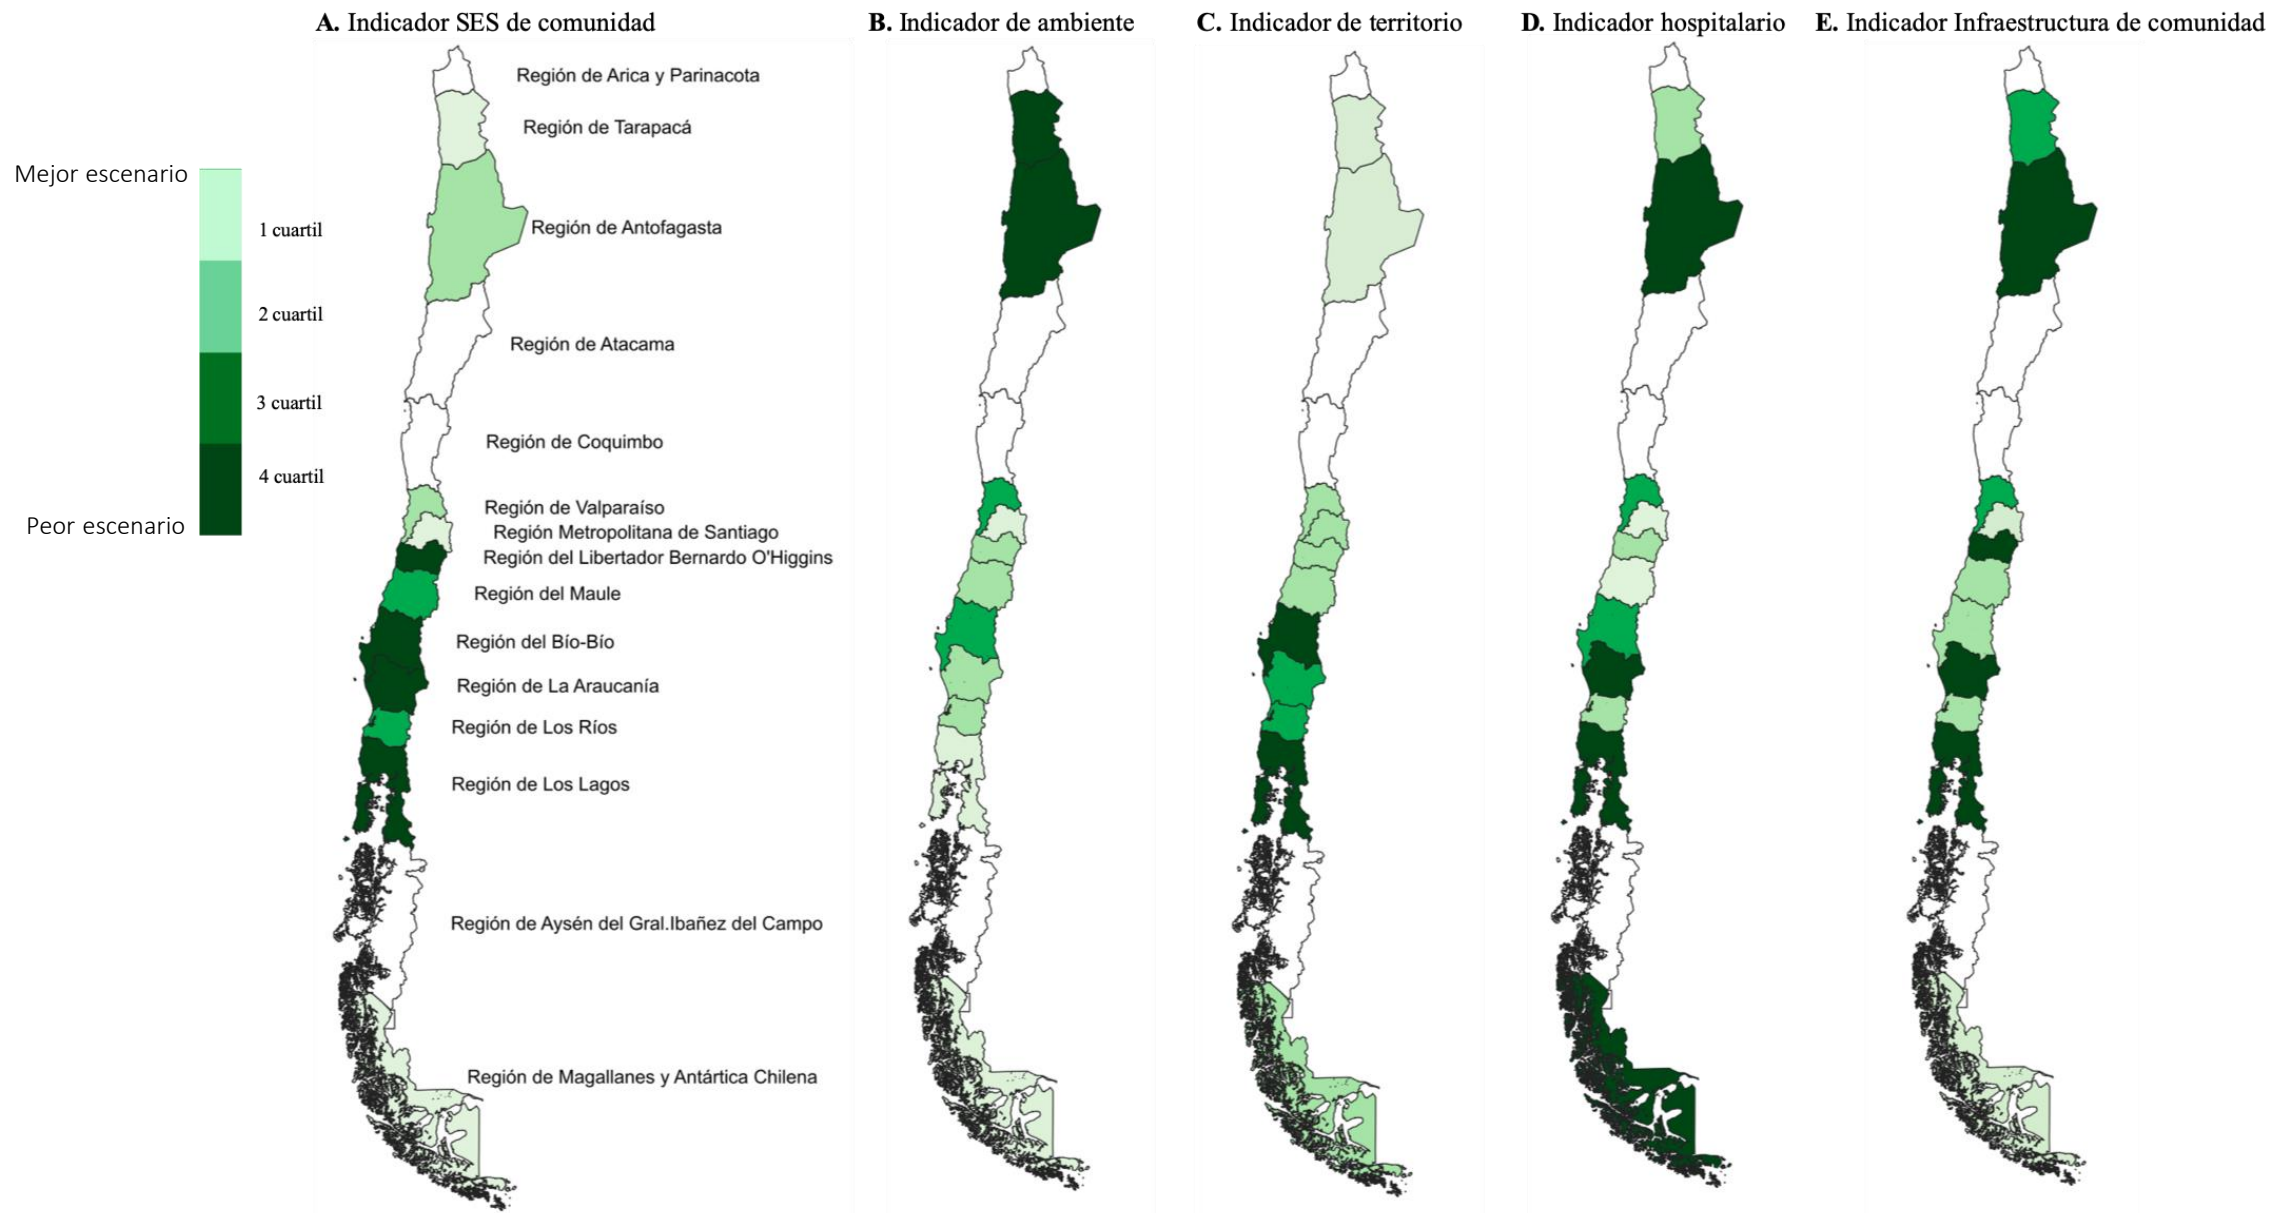 A. Indicador SES de comunidad
B. Indicador de ambiente
C. Indicador de territorio
D. Indicador hospitalario
E. Indicador Infraestructura de comunidad
Mejor escenario
1 cuartil
2 cuartil
3 cuartil
4 cuartil
Peor escenario
Región de Arica y Parinacota
Región de Tarapacá
Región de Antofagasta
Región de Atacama
Región de Coquimbo
Región de Valparaíso
Región Metropolitana de Santiago
Región del Libertador Bernardo O'Higgins
Región del Maule
Región del Bío-Bío
Región de La Araucanía
Región de Los Ríos
Región de Los Lagos
Región de Aysén del Gral.Ibañez del Campo
Región de Magallanes y Antártica Chilena